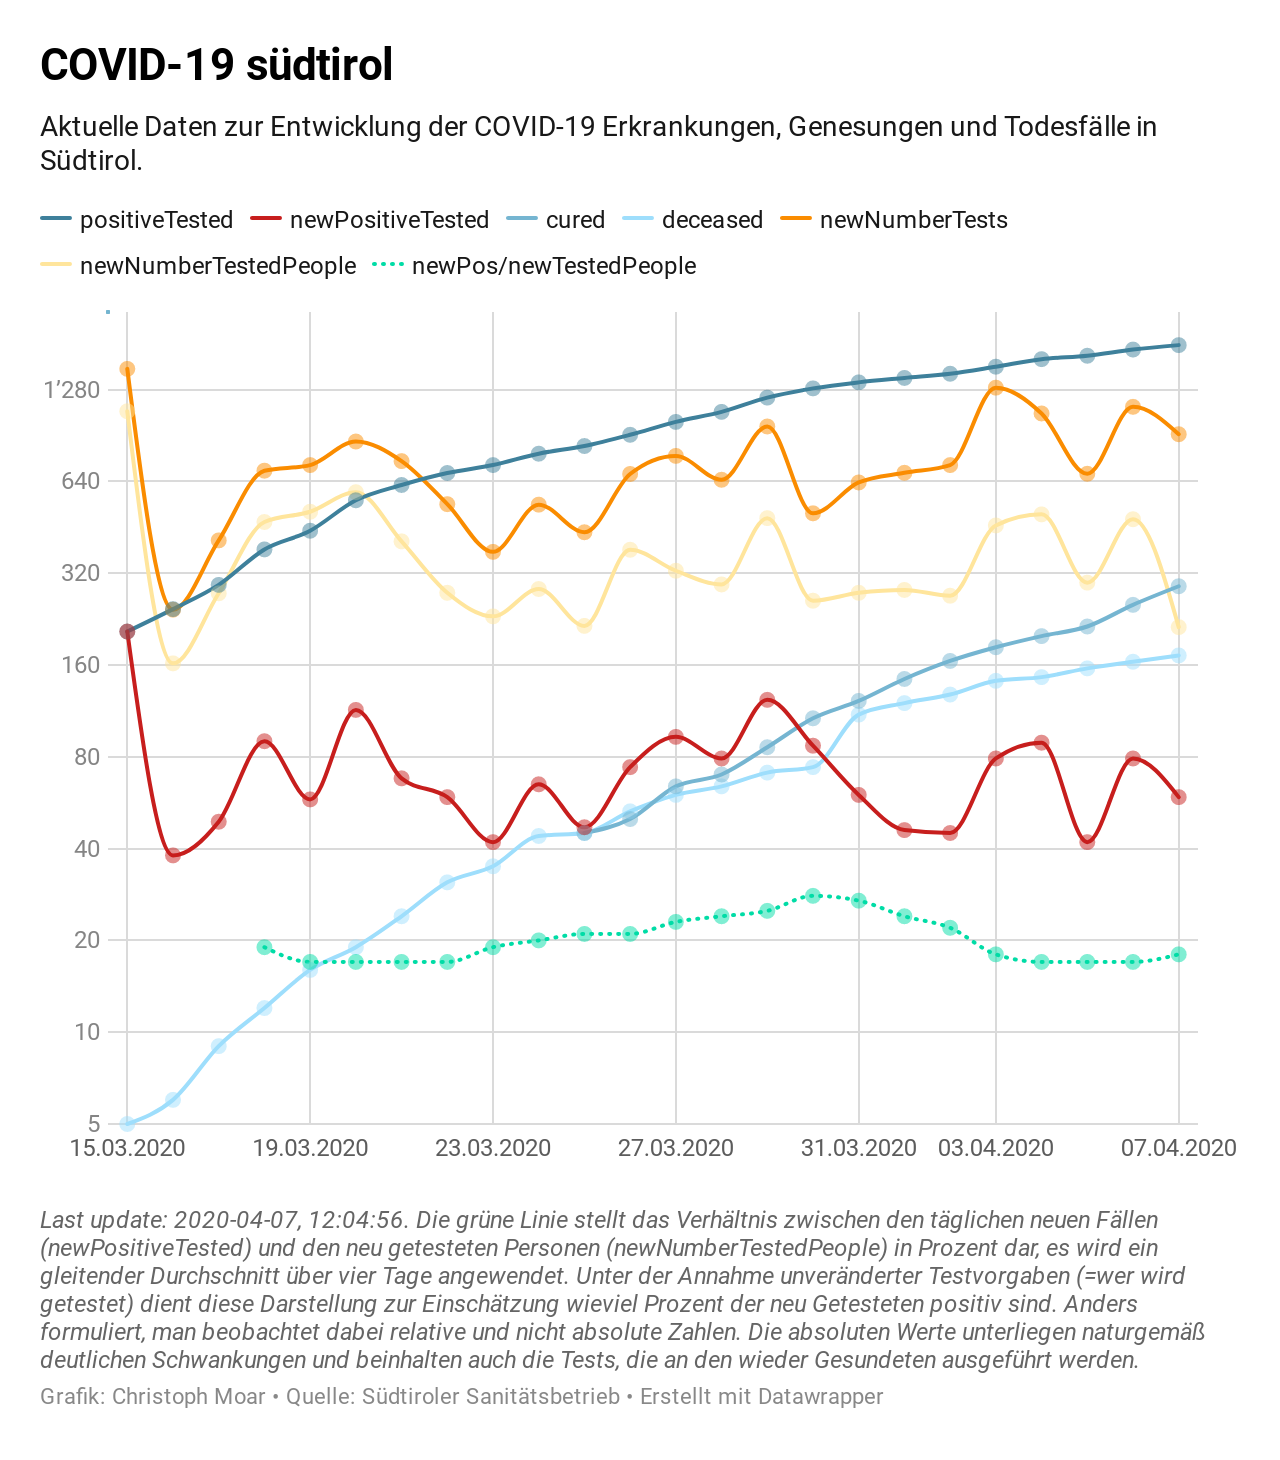 COVID-19 südtirol
Aktuelle Daten zur Entwicklung der COVID-19 Erkrankungen, Genesungen und Todesfälle in
Südtirol.
positiveTested newPositiveTested cured deceased newNumberTests
newNumberTestedPeople newPos/newTestedPeople
1’280
640
320
160
80
40
20
10
5
15.03.2020 19.03.2020 23.03.2020 27.03.2020 31.03.2020 03.04.2020 07.04.2020
Last update: 2020-04-07, 12:04:56. Die grüne Linie stellt das Verhältnis zwischen den täglichen neuen Fällen
(newPositiveTested) und den neu getesteten Personen (newNumberTestedPeople) in Prozent dar, es wird ein
gleitender Durchschnitt über vier Tage angewendet. Unter der Annahme unveränderter Testvorgaben (=wer wird
getestet) dient diese Darstellung zur Einschätzung wieviel Prozent der neu Getesteten positiv sind. Anders
formuliert, man beobachtet dabei relative und nicht absolute Zahlen. Die absoluten Werte unterliegen naturgemäß
deutlichen Schwankungen und beinhalten auch die Tests, die an den wieder Gesundeten ausgeführt werden.
Grafik: Christoph Moar • Quelle: Südtiroler Sanitätsbetrieb • Erstellt mit Datawrapper